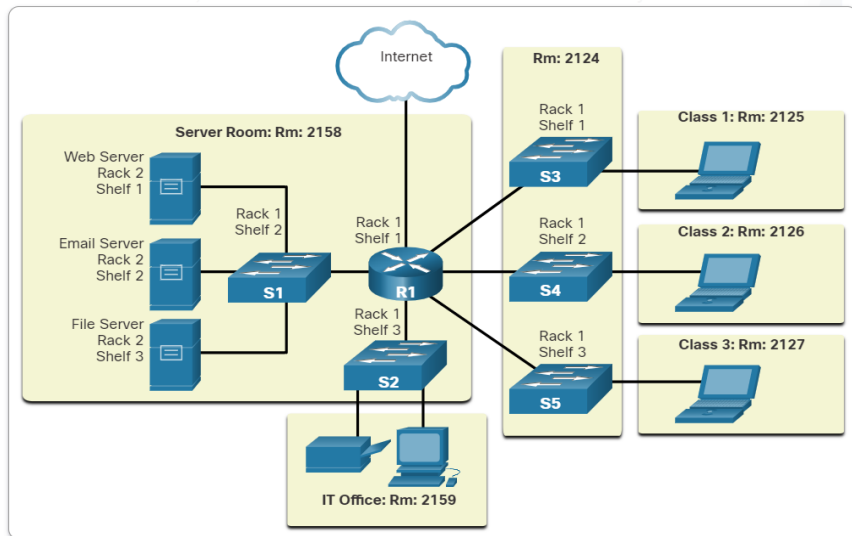 Internet
Rm: 2124
Rack 1
Shelf 1
S3
Class 1: Rm: 2125
Server Room: Rm: 2158
Web Server
Rack 2
Shelf 1
Rack 1
Shelf 2
Email Server
Rack 2
Shelf 2
S1
Rack 1
Shelf 1
R1
Rack 1
Shelf 2
S4
Class 2: Rm: 2126
File Server
Rack 2
Shelf 3
Rack 1
Shelf 3
S2
Rack 1
Shelf 3
S5
Class 3: Rm: 2127
IT Office: Rm: 2159